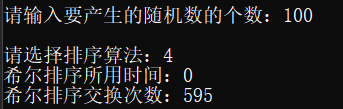 请输入要产生的随机数的个数：100
请选择排序算法：4
希尔排序所用时间：0
希尔排序交换次数：595